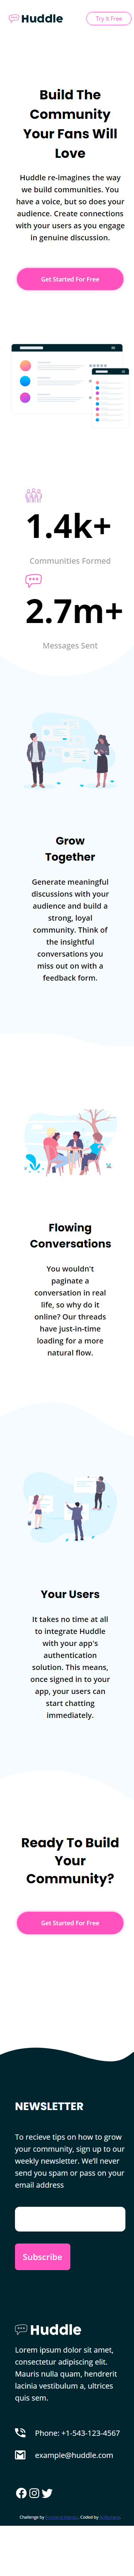 Huddle
Try It Free
Build The
Community
Your Fans Will
Love
Huddle re-imagines the way
we build communities. You
have a voice, but so does your
audience. Create connections
with your users as you engage
in genuine discussion.
Get Started For Free
1.4k+
Communities Formed
2.7m+
Messages Sent
Grow
Together
Generate meaningful
discussions with your
audience and build a
strong, loyal
community. Think of
the insightful
conversations you
miss out on with a
feedback form.
Flowing
Conversations
You wouldn't
paginate a
conversation in real
life, so why do it
online? Our threads
have just-in-time
loading for a more
natural flow.
Your Users
It takes no time at all
to integrate Huddle
with your app's
authentication
solution. This means,
once signed in to your
app, your users can
start chatting
immediately.
Ready To Build
Your
Community?
Get Started For Free
NEWSLETTER
To recieve tips on how to grow
your community, sign up to our
weekly newsletter. We'll never
send you spam or pass on your
email address
Subscribe
Huddle
Lorem ipsum dolor sit amet,
consectetur adipiscing elit.
Mauris nulla quam, hendrerit
lacinia vestibulum a, ultrices
quis sem.
Phone: +1-543-123-4567
example@huddle.com
Challenge by Frontend Mentor. Coded by